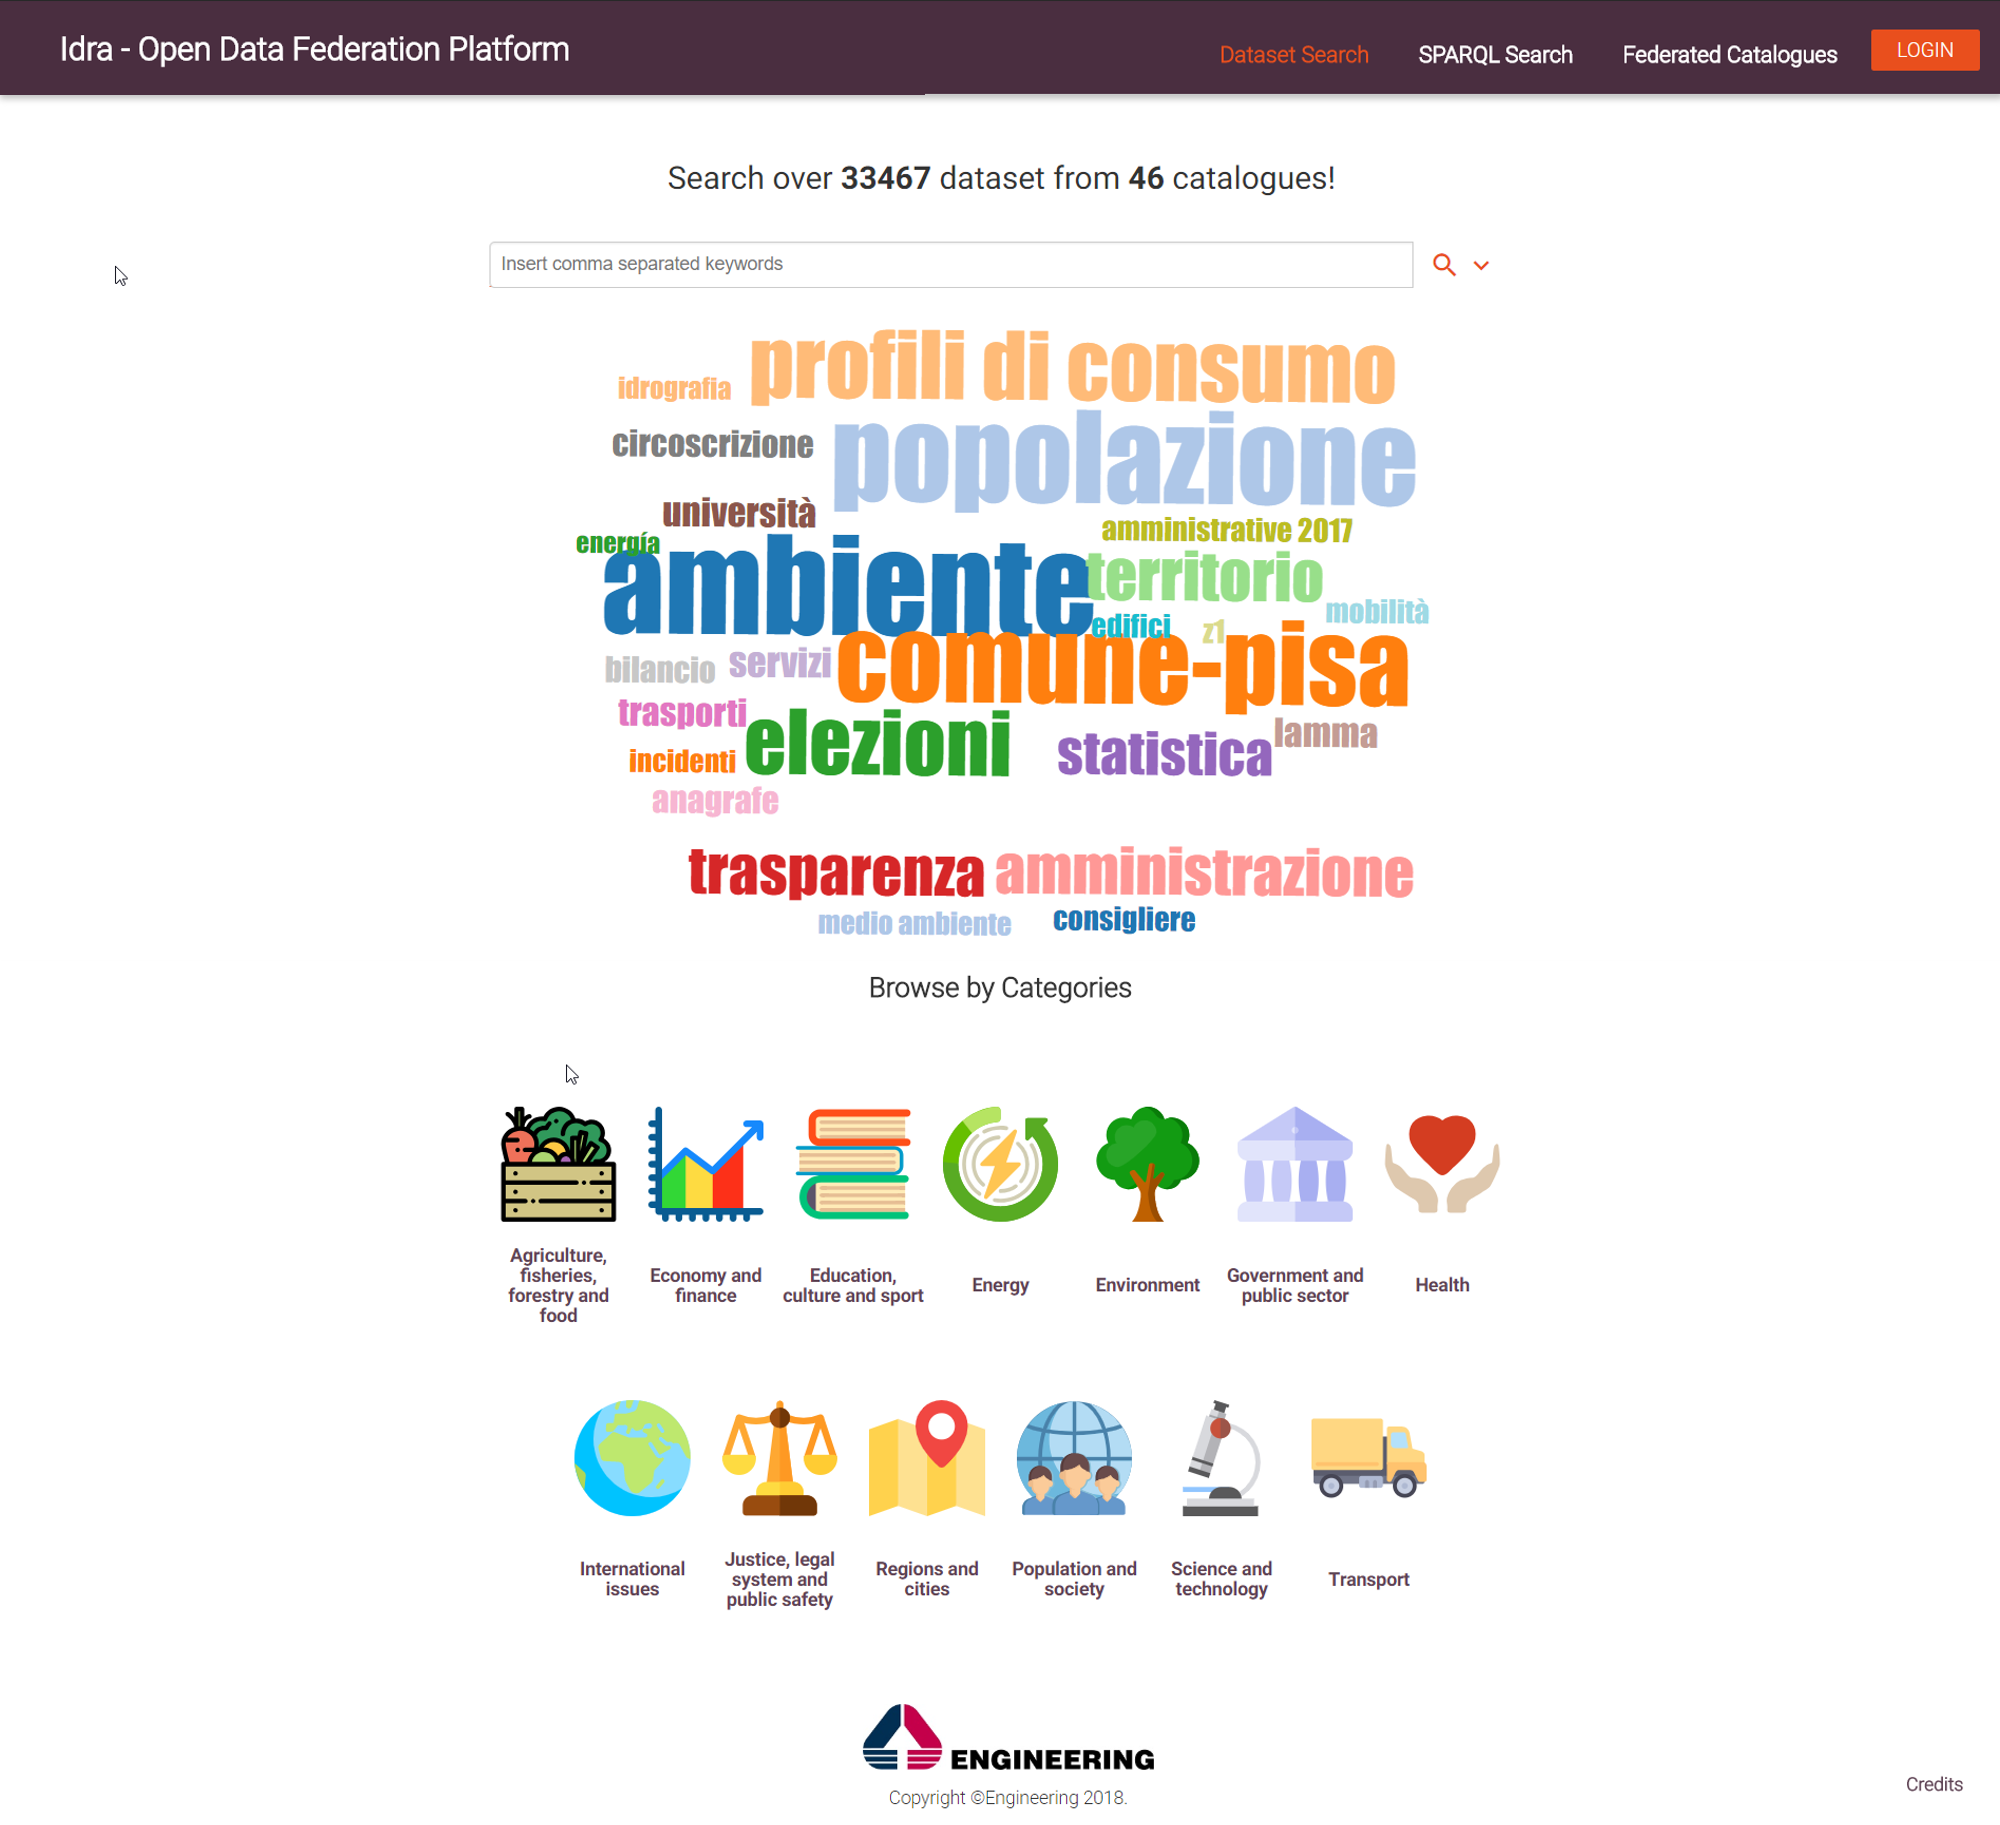 Idra - Open Data Federation Platform
Dataset Search
SPARQL Search
Federated Catalogues
LOGIN
Search over 33467 dataset from 46 catalogues!
Insert comma separated keywords
profili di consumo
idrografia
popolazione
circoscrizione
università
amministrative 2017
energía
ambiente
territorio
mobilità
edifici
z1
comune-pisa
bilancio
servizi
trasporti
elezioni
statistica
lamma
incidenti
anagrafe
trasparenza
amministrazione
medio ambiente
consigliere
Browse by Categories
Agriculture,
fisheries,
forestry and
food
Economy and
finance
Education,
culture and sport
Energy
Environment
Government and
public sector
Health
International
issues
Justice, legal
system and
public safety
Regions and
cities
Population and
society
Science and
technology
Transport
ENGINEERING
Copyright ©Engineering 2018.
Credits